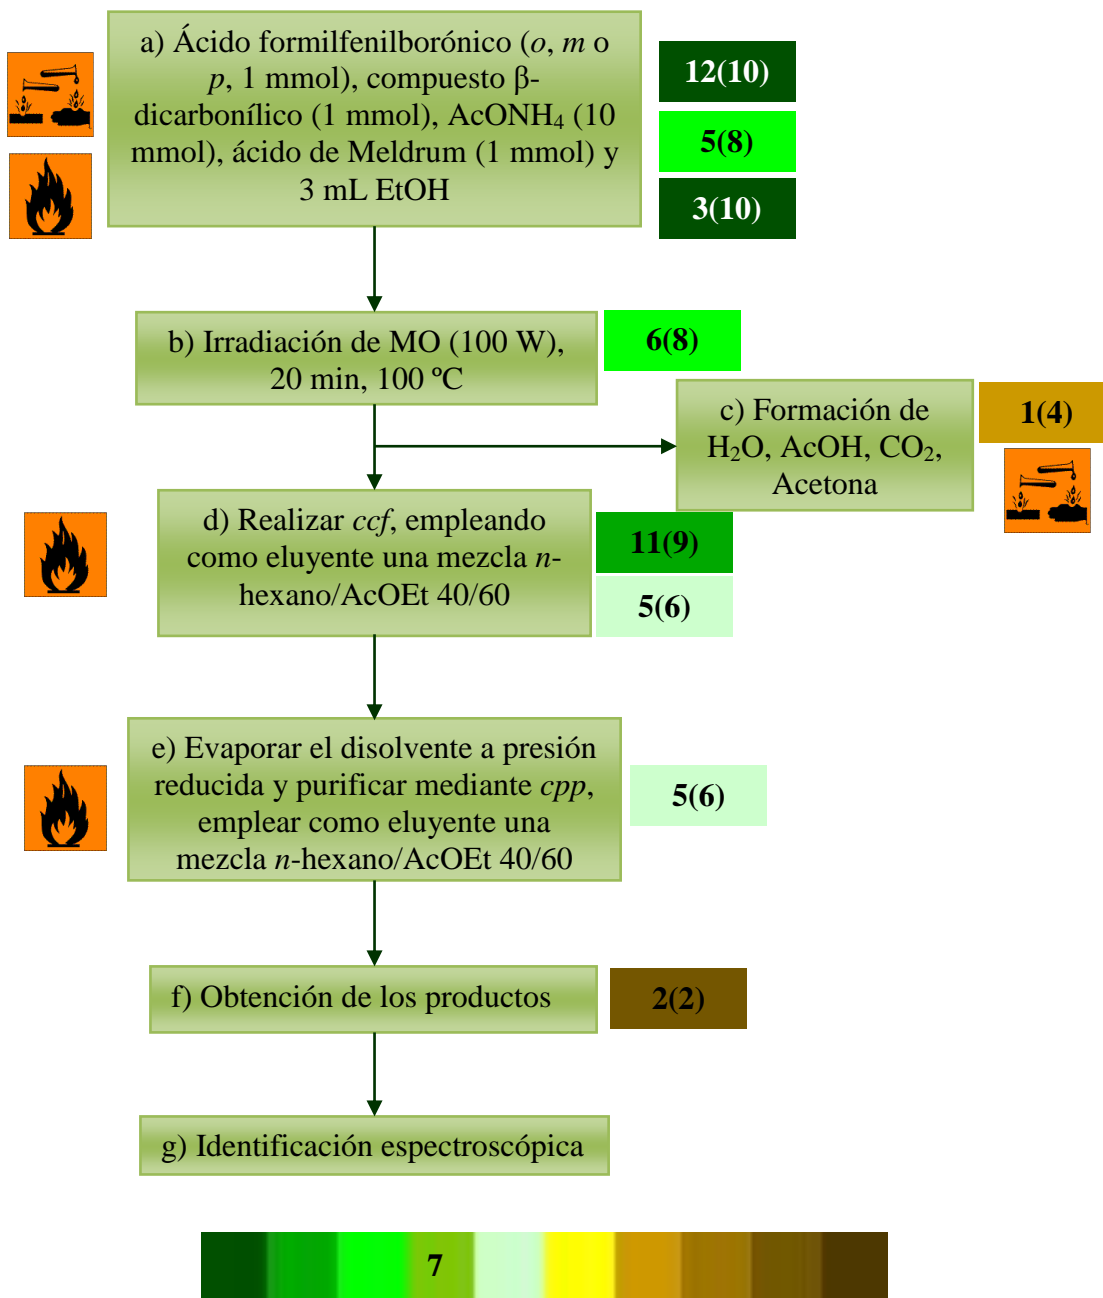 a) Ácido formilfenilborónico (o, m o
p, 1 mmol), compuesto β-
dicarbonílico (1 mmol), AcONH₄ (10
mmol), ácido de Meldrum (1 mmol) y
3 mL EtOH
12(10)
5(8)
3(10)
b) Irradiación de MO (100 W),
20 min, 100 ºC
6(8)
c) Formación de
H₂O, AcOH, CO₂,
Acetona
1(4)
d) Realizar ccf, empleando
como eluyente una mezcla n-
hexano/AcOEt 40/60
11(9)
5(6)
e) Evaporar el disolvente a presión
reducida y purificar mediante cpp,
emplear como eluyente una
mezcla n-hexano/AcOEt 40/60
5(6)
f) Obtención de los productos
2(2)
g) Identificación espectroscópica
7